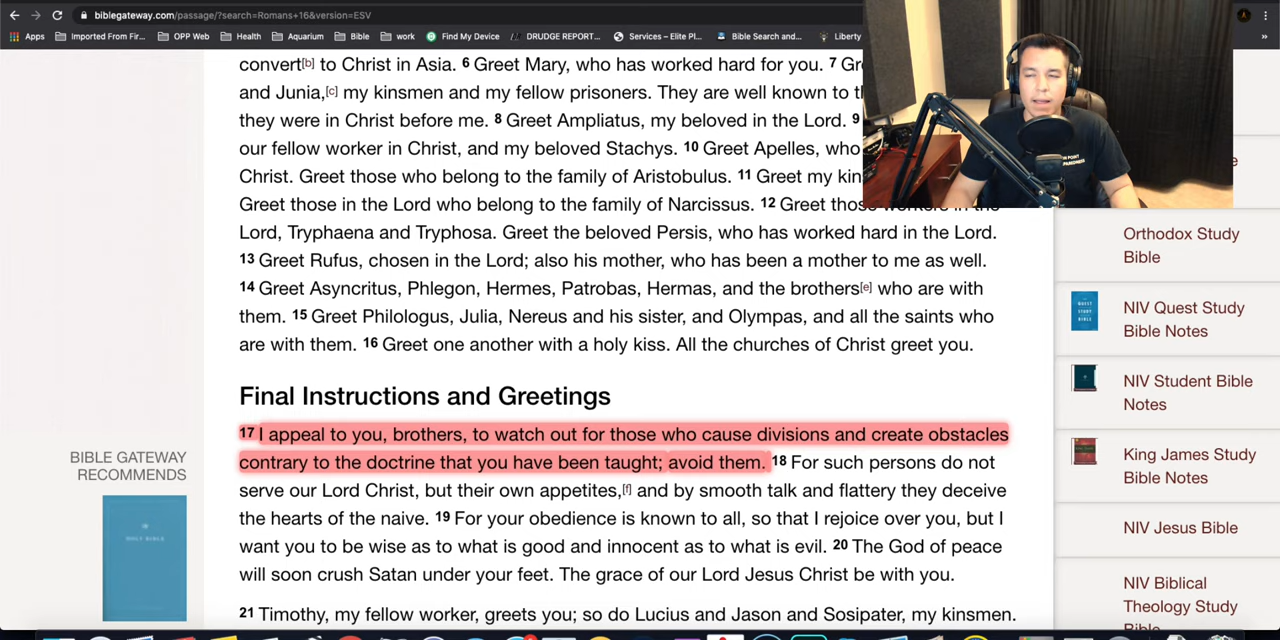 biblegateway.com/passage/?search=Romans+16&version=ESV
Apps Imported From Fir... OPP Web Health Aquarium Bible work Find My Device DRUDGE REPORT... Services – Elite Pl... Bible Search and... Liberty »
convert[b] to Christ in Asia. 6 Greet Mary, who has worked hard for you. 7 Gr
and Junia,[c] my kinsmen and my fellow prisoners. They are well known to t
they were in Christ before me. 8 Greet Ampliatus, my beloved in the Lord. 9
our fellow worker in Christ, and my beloved Stachys. 10 Greet Apelles, who
Christ. Greet those who belong to the family of Aristobulus. 11 Greet my kin
Greet those in the Lord who belong to the family of Narcissus. 12 Greet those workers in the
Lord, Tryphaena and Tryphosa. Greet the beloved Persis, who has worked hard in the Lord.
13 Greet Rufus, chosen in the Lord; also his mother, who has been a mother to me as well.
14 Greet Asyncritus, Phlegon, Hermes, Patrobas, Hermas, and the brothers[e] who are with
them. 15 Greet Philologus, Julia, Nereus and his sister, and Olympas, and all the saints who
are with them. 16 Greet one another with a holy kiss. All the churches of Christ greet you.
Final Instructions and Greetings
17 I appeal to you, brothers, to watch out for those who cause divisions and create obstacles
contrary to the doctrine that you have been taught; avoid them. 18 For such persons do not
serve our Lord Christ, but their own appetites,[f] and by smooth talk and flattery they deceive
the hearts of the naive. 19 For your obedience is known to all, so that I rejoice over you, but I
want you to be wise as to what is good and innocent as to what is evil. 20 The God of peace
will soon crush Satan under your feet. The grace of our Lord Jesus Christ be with you.
21 Timothy, my fellow worker, greets you; so do Lucius and Jason and Sosipater, my kinsmen.
BIBLE GATEWAY
RECOMMENDS
HOLY BIBLE
Orthodox Study
Bible
NIV Quest Study
Bible Notes
NIV Student Bible
Notes
King James Study
Bible Notes
NIV Jesus Bible
NIV Biblical
Theology Study
Bible